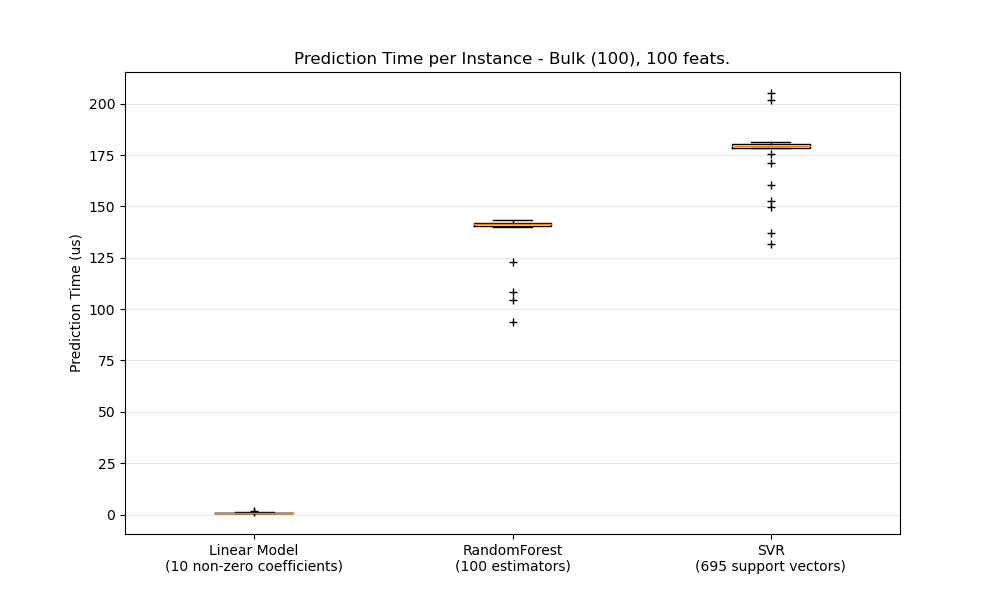 Prediction Time per Instance - Bulk (100), 100 feats.
Prediction Time (us)
200
175
150
125
100
75
50
25
0
Linear Model
(10 non-zero coefficients)
RandomForest
(100 estimators)
SVR
(695 support vectors)